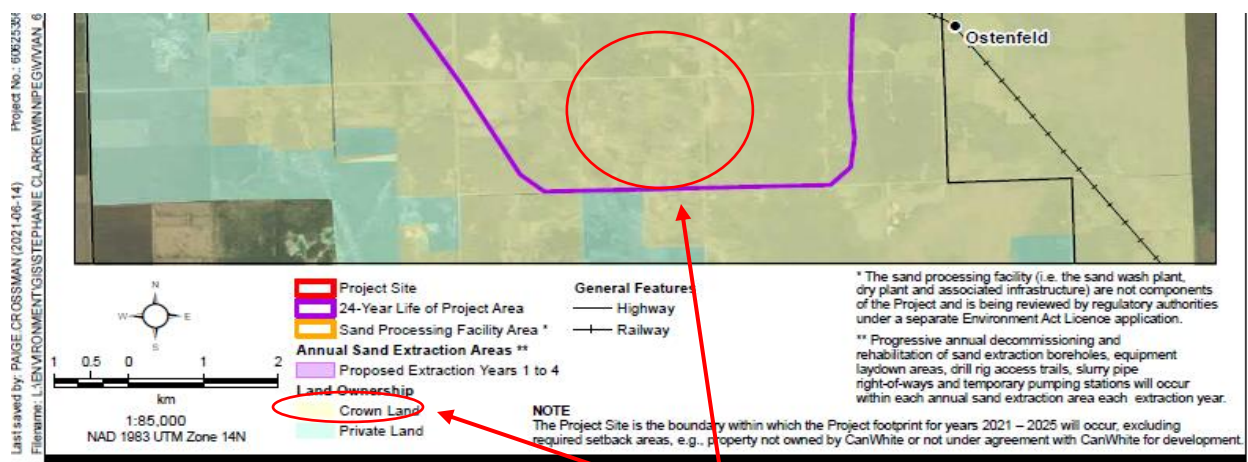 Ostenfeld
Last saved by: PAIGE.CROSSMAN (2021-06-14)
Filename: L:\ENVIRONMENT\GIS\STEPHANIE CLARKE\WINNIPEG\VIVIAN_6
N
W
E
S
1 0.5 0 1 2
km
1:85,000
NAD 1983 UTM Zone 14N
Project Site
24-Year Life of Project Area
Sand Processing Facility Area *
Annual Sand Extraction Areas **
Proposed Extraction Years 1 to 4
Land Ownership
Crown Land
Private Land
General Features
Highway
Railway
* The sand processing facility (i.e. the sand wash plant,
dry plant and associated infrastructure) are not components
of the Project and is being reviewed by regulatory authorities
under a separate Environment Act Licence application.
** Progressive annual decommissioning and
rehabilitation of sand extraction boreholes, equipment
laydown areas, drill rig access trails, slurry pipe
right-of-ways and temporary pumping stations will occur
within each annual sand extraction area each extraction year.
NOTE
The Project Site is the boundary within which the Project footprint for years 2021 – 2025 will occur, excluding
required setback areas, e.g., property not owned by CanWhite or not under agreement with CanWhite for development.